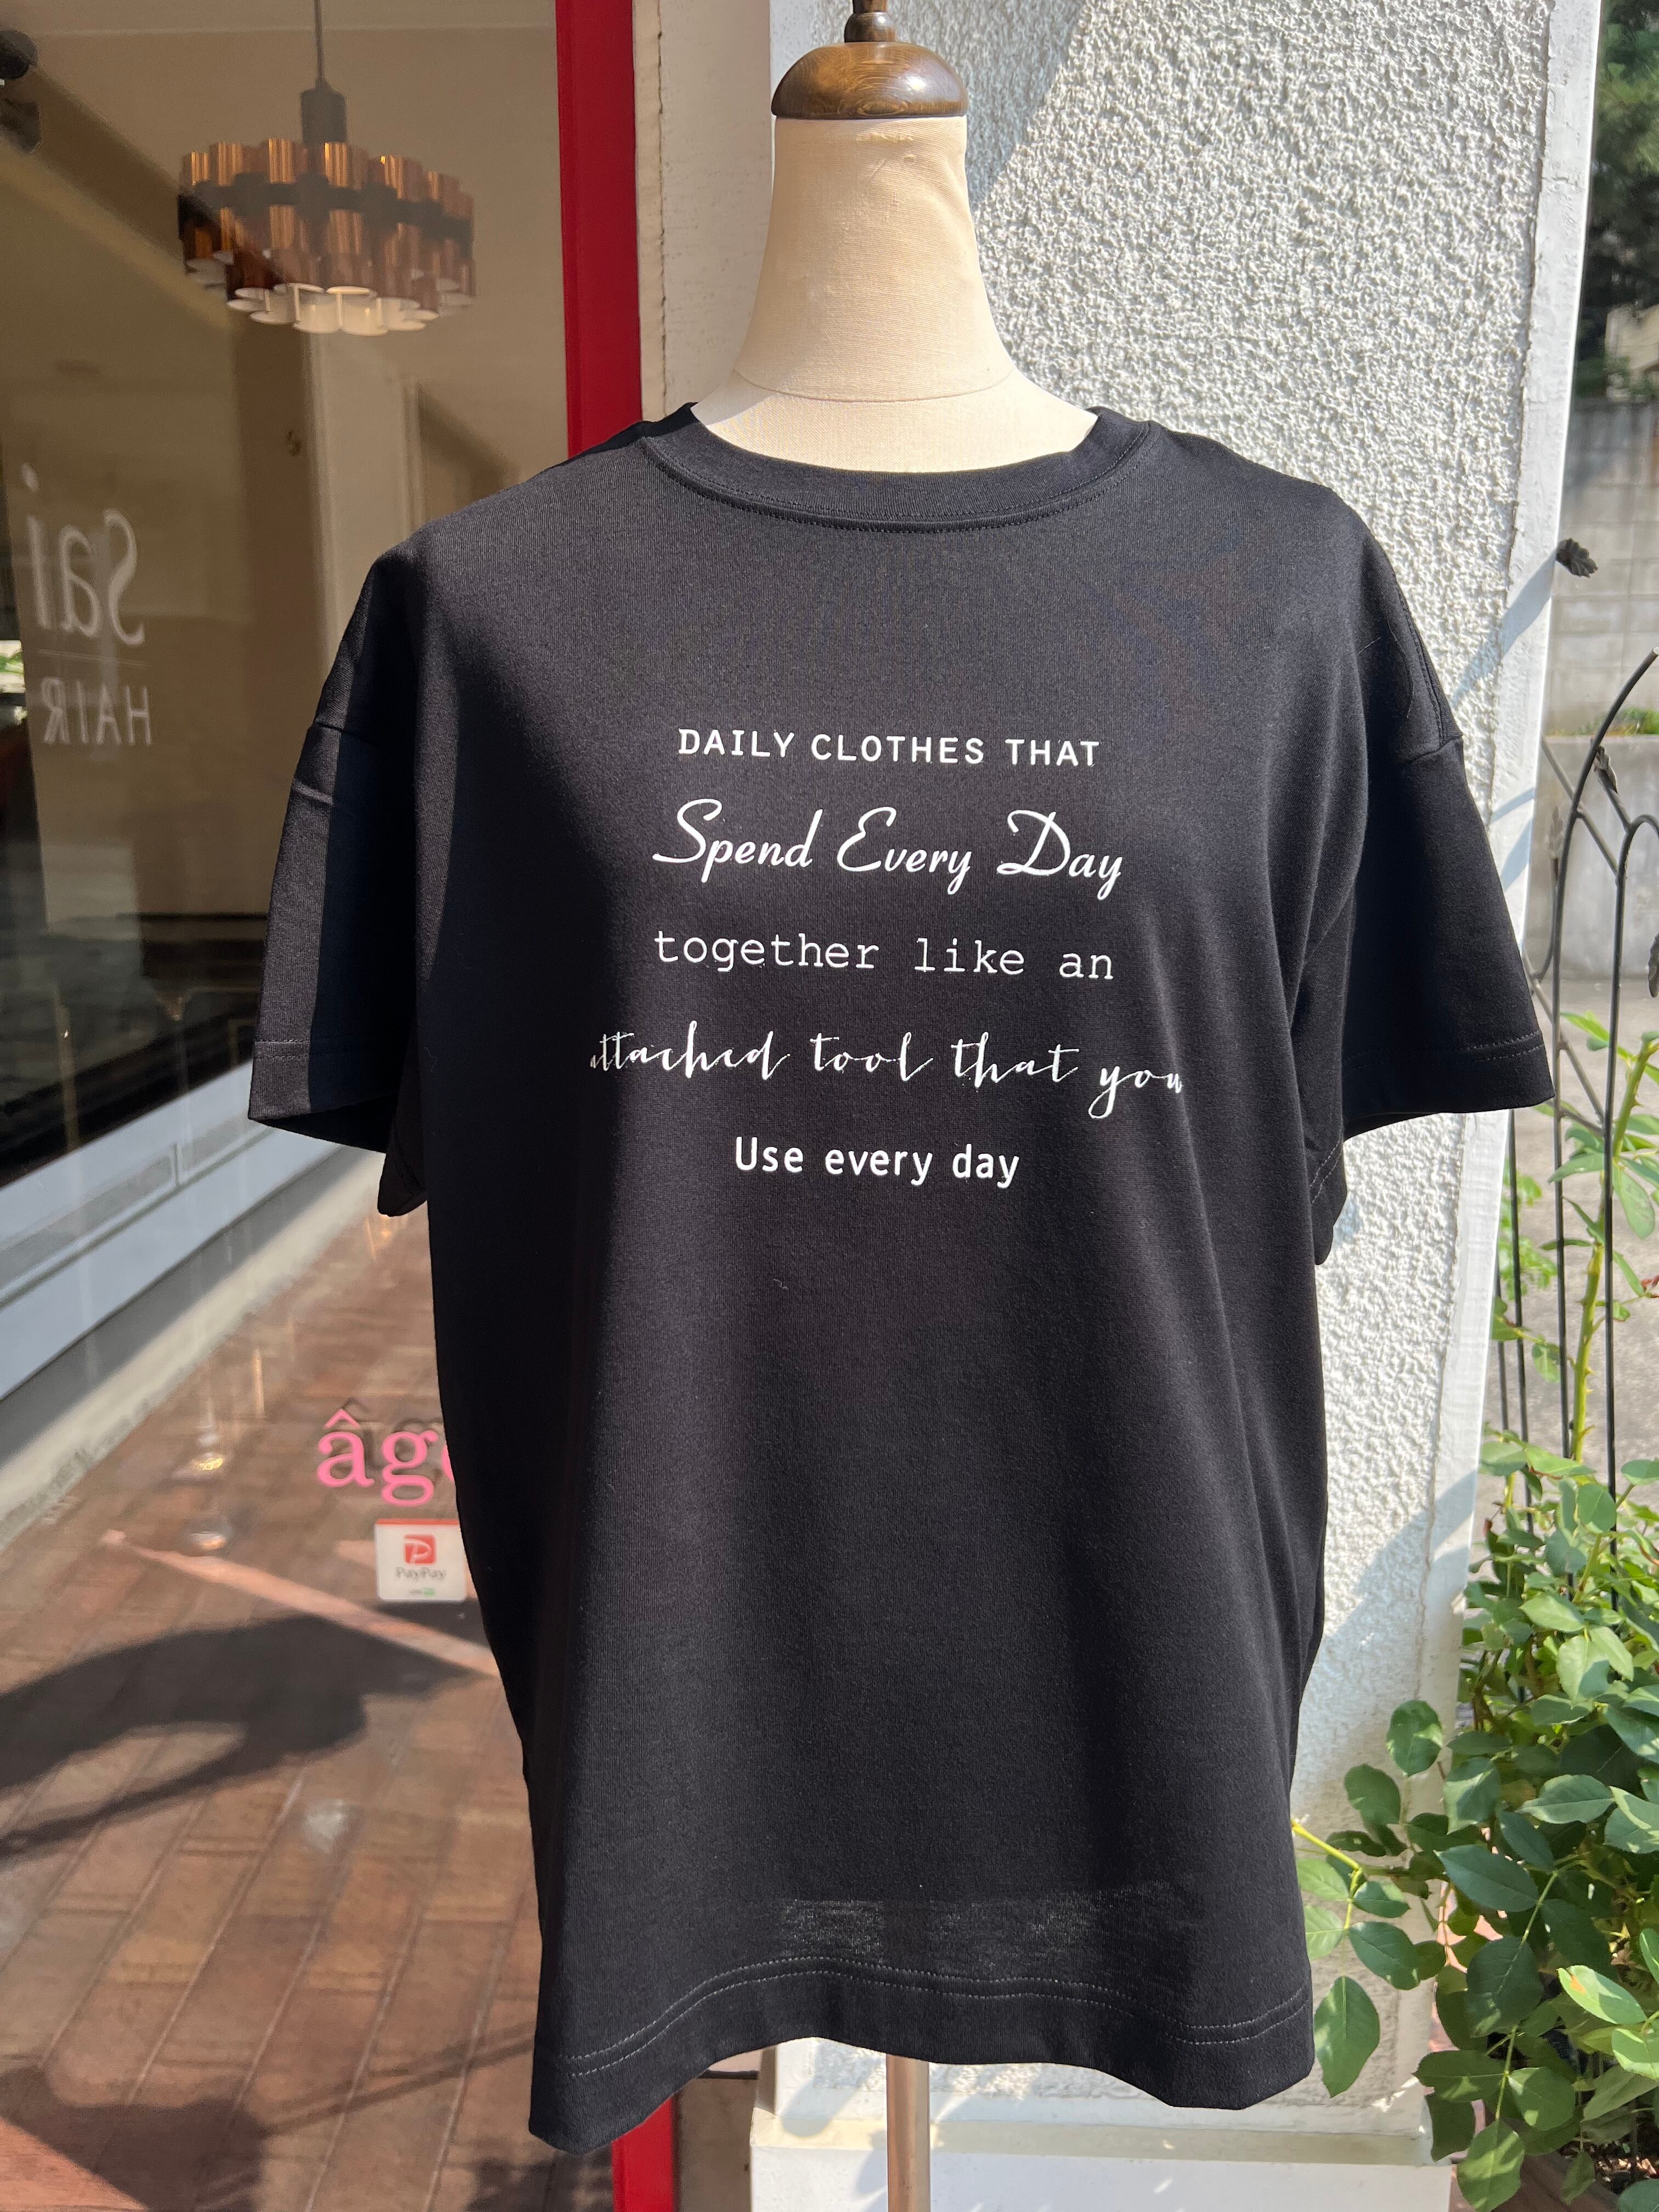 DAILY CLOTHES THAT
Spend Every Day
together like an
attached tool that you
Use every day
Sai
HAIR
âge
PayPay